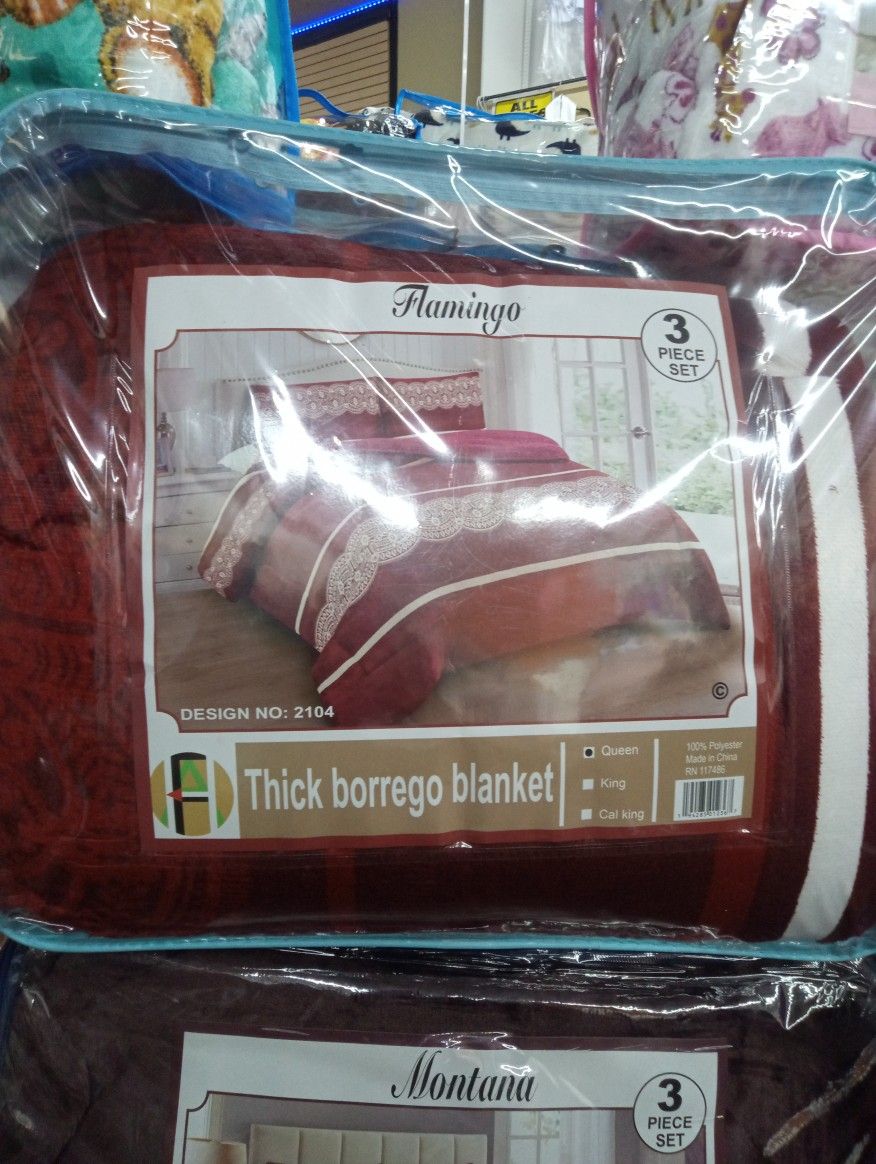 ALL
Flamingo
3
PIECE
SET
DESIGN NO: 2104
©
Thick borrego blanket
Queen
King
Cal king
100% Polyester
Made in China
RN 117486
Montana
3
PIECE
SET